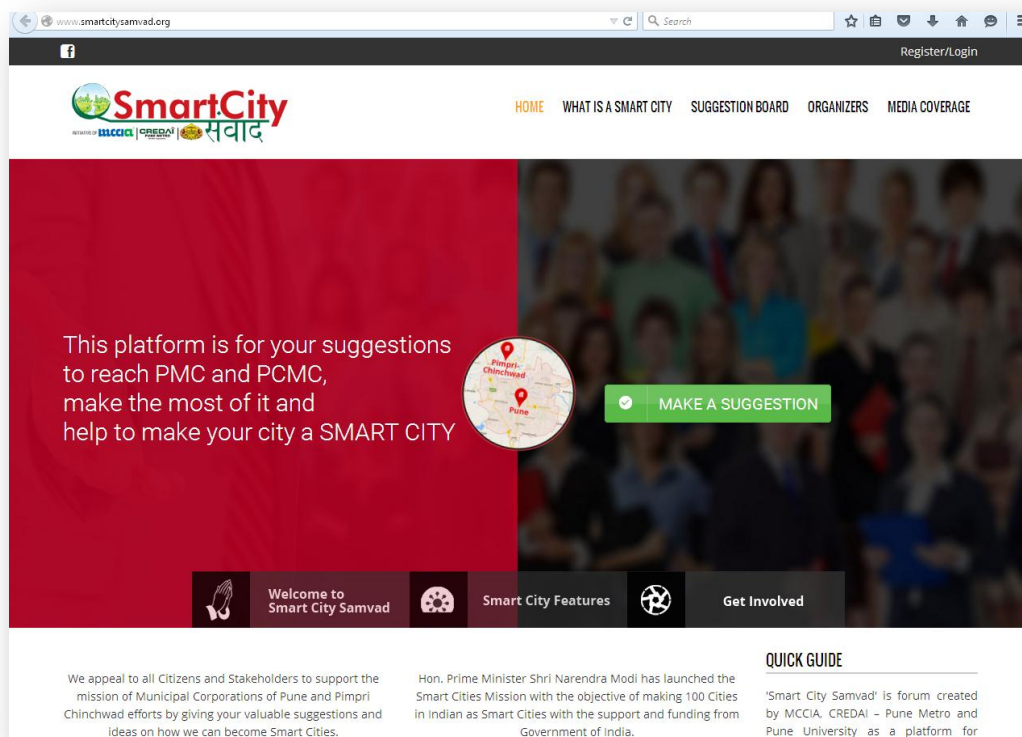 www.smartcitysamvad.org
Search
Register/Login
SmartCity
संवाद
INITIATIVE OF mccia CREDAI PUNE METRO
HOME WHAT IS A SMART CITY SUGGESTION BOARD ORGANIZERS MEDIA COVERAGE
This platform is for your suggestions
to reach PMC and PCMC,
make the most of it and
help to make your city a SMART CITY
Pimpri-
Chinchwad
Pune
MAKE A SUGGESTION
Welcome to
Smart City Samvad
Smart City Features
Get Involved
We appeal to all Citizens and Stakeholders to support the
mission of Municipal Corporations of Pune and Pimpri
Chinchwad efforts by giving your valuable suggestions and
ideas on how we can become Smart Cities.
Hon. Prime Minister Shri Narendra Modi has launched the
Smart Cities Mission with the objective of making 100 Cities
in Indian as Smart Cities with the support and funding from
Government of India.
QUICK GUIDE
'Smart City Samvad' is forum created
by MCCIA, CREDAI – Pune Metro and
Pune University as a platform for